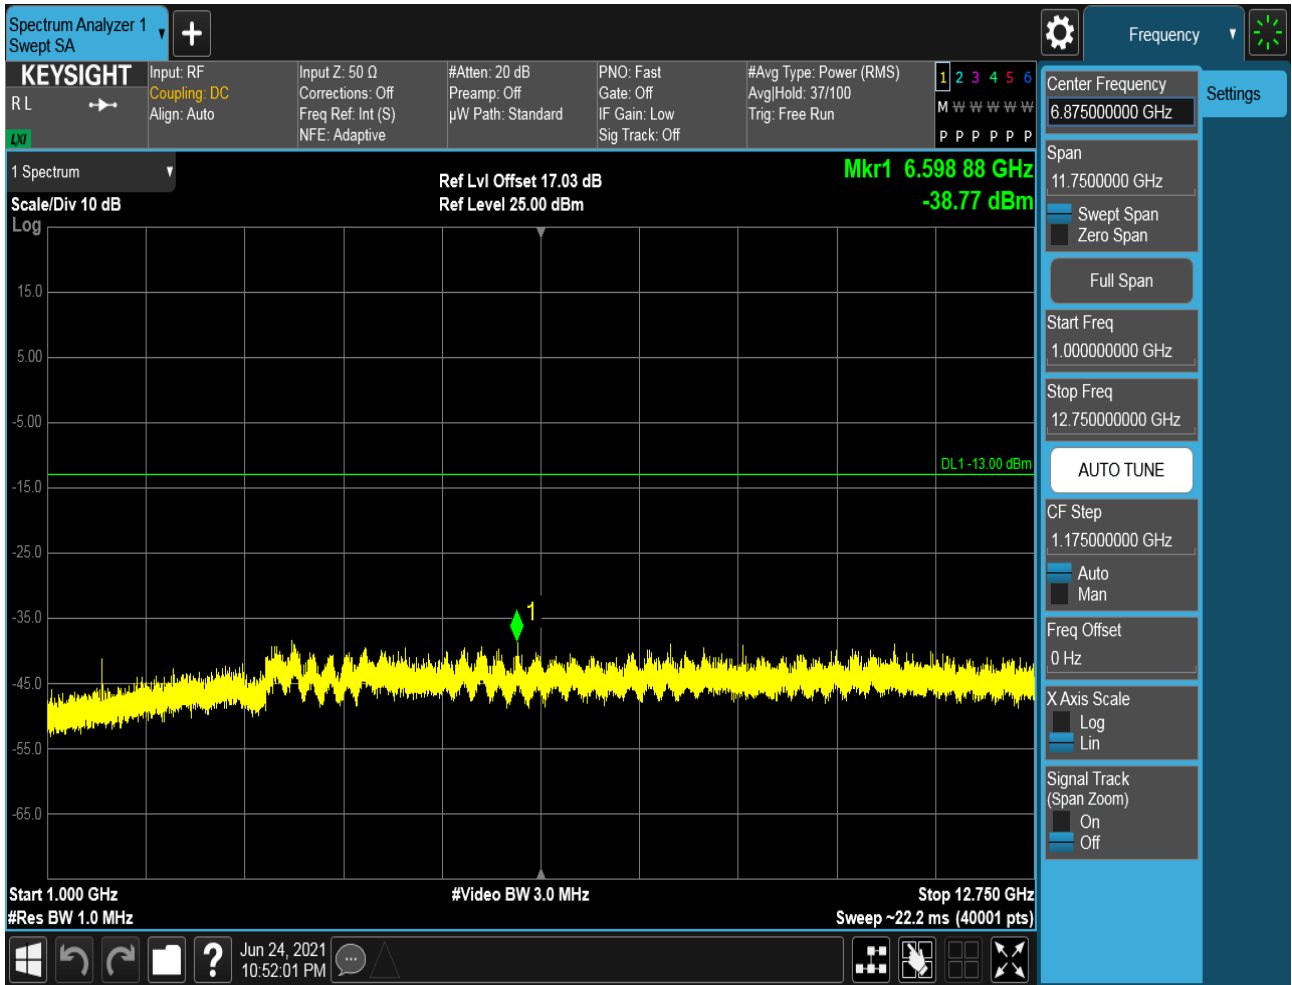 Spectrum Analyzer 1
Swept SA
Frequency
KEYSIGHT
R L
LXI
Input: RF
Coupling: DC
Align: Auto
Input Z: 50 Ω
Corrections: Off
Freq Ref: Int (S)
NFE: Adaptive
#Atten: 20 dB
Preamp: Off
µW Path: Standard
PNO: Fast
Gate: Off
IF Gain: Low
Sig Track: Off
#Avg Type: Power (RMS)
Avg|Hold: 37/100
Trig: Free Run
1 2 3 4 5 6
M W W W W W
P P P P P P
1 Spectrum
Scale/Div 10 dB
Log
Ref Lvl Offset 17.03 dB
Ref Level 25.00 dBm
Mkr1 6.598 88 GHz
-38.77 dBm
15.0
5.00
-5.00
DL1 -13.00 dBm
-15.0
-25.0
-35.0
1
-45.0
-55.0
-65.0
Start 1.000 GHz
#Res BW 1.0 MHz
#Video BW 3.0 MHz
Stop 12.750 GHz
Sweep ~22.2 ms (40001 pts)
Jun 24, 2021
10:52:01 PM
?
Center Frequency
6.875000000 GHz
Settings
Span
11.7500000 GHz
Swept Span
Zero Span
Full Span
Start Freq
1.000000000 GHz
Stop Freq
12.750000000 GHz
AUTO TUNE
CF Step
1.175000000 GHz
Auto
Man
Freq Offset
0 Hz
X Axis Scale
Log
Lin
Signal Track
(Span Zoom)
On
Off